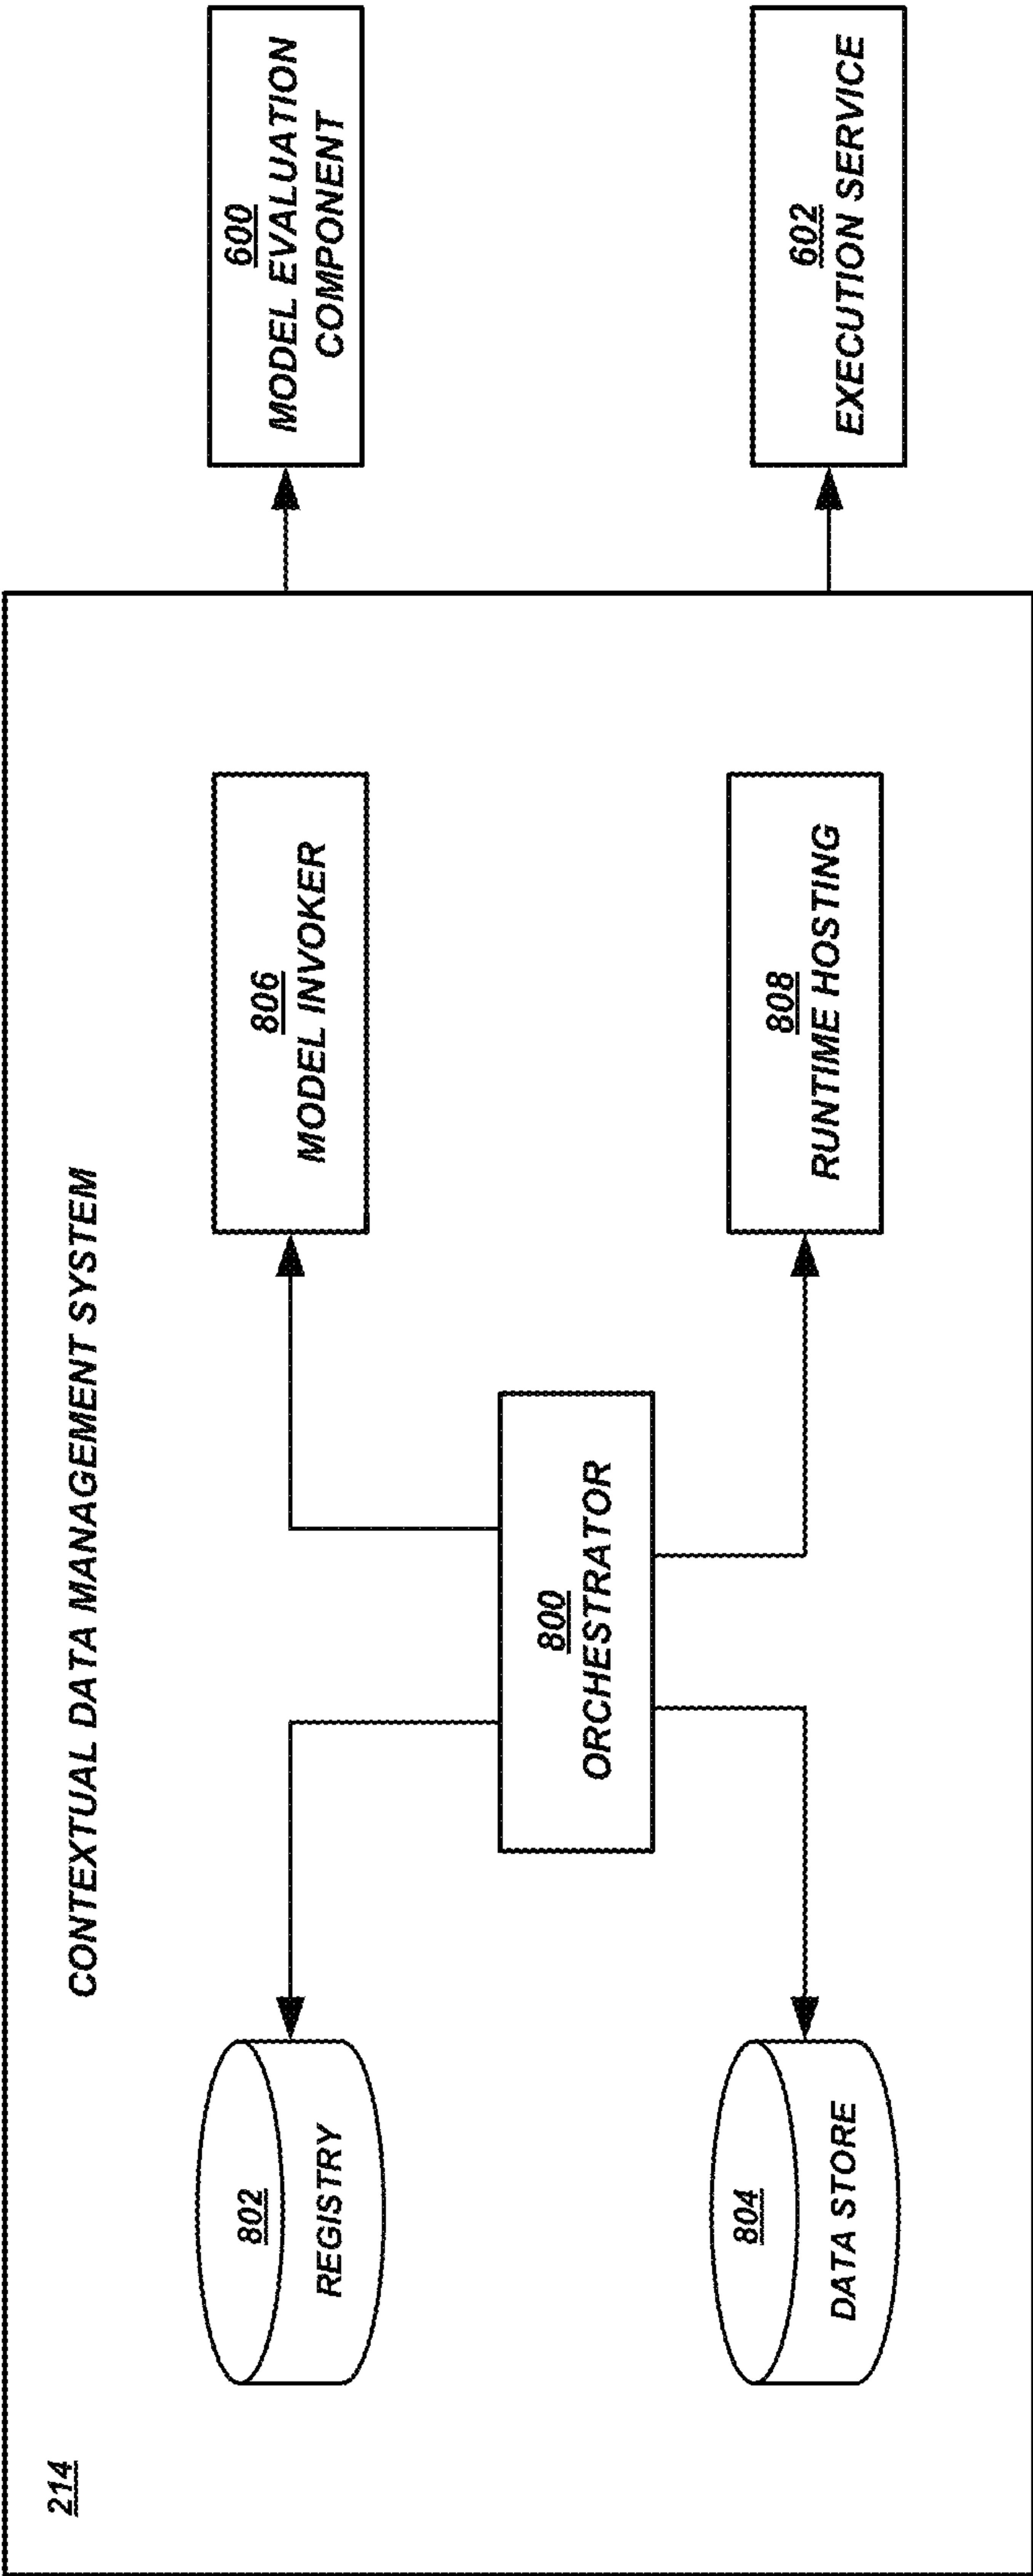 214
CONTEXTUAL DATA MANAGEMENT SYSTEM
802
REGISTRY
806
MODEL INVOKER
600
MODEL EVALUATION
COMPONENT
800
ORCHESTRATOR
804
DATA STORE
808
RUNTIME HOSTING
602
EXECUTION SERVICE